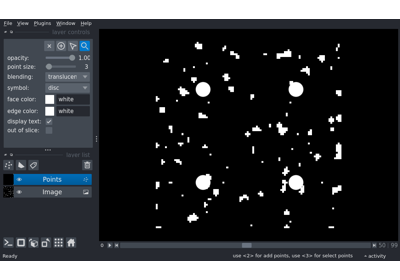 File View Plugins Window Help
layer controls
opacity: 1.00
point size: 3
blending: translucen
symbol: disc
face color: white
edge color: white
display text:
out of slice:
layer list
Points
Image
Ready
use <2> for add points, use <3> for select points
activity
0
50
99